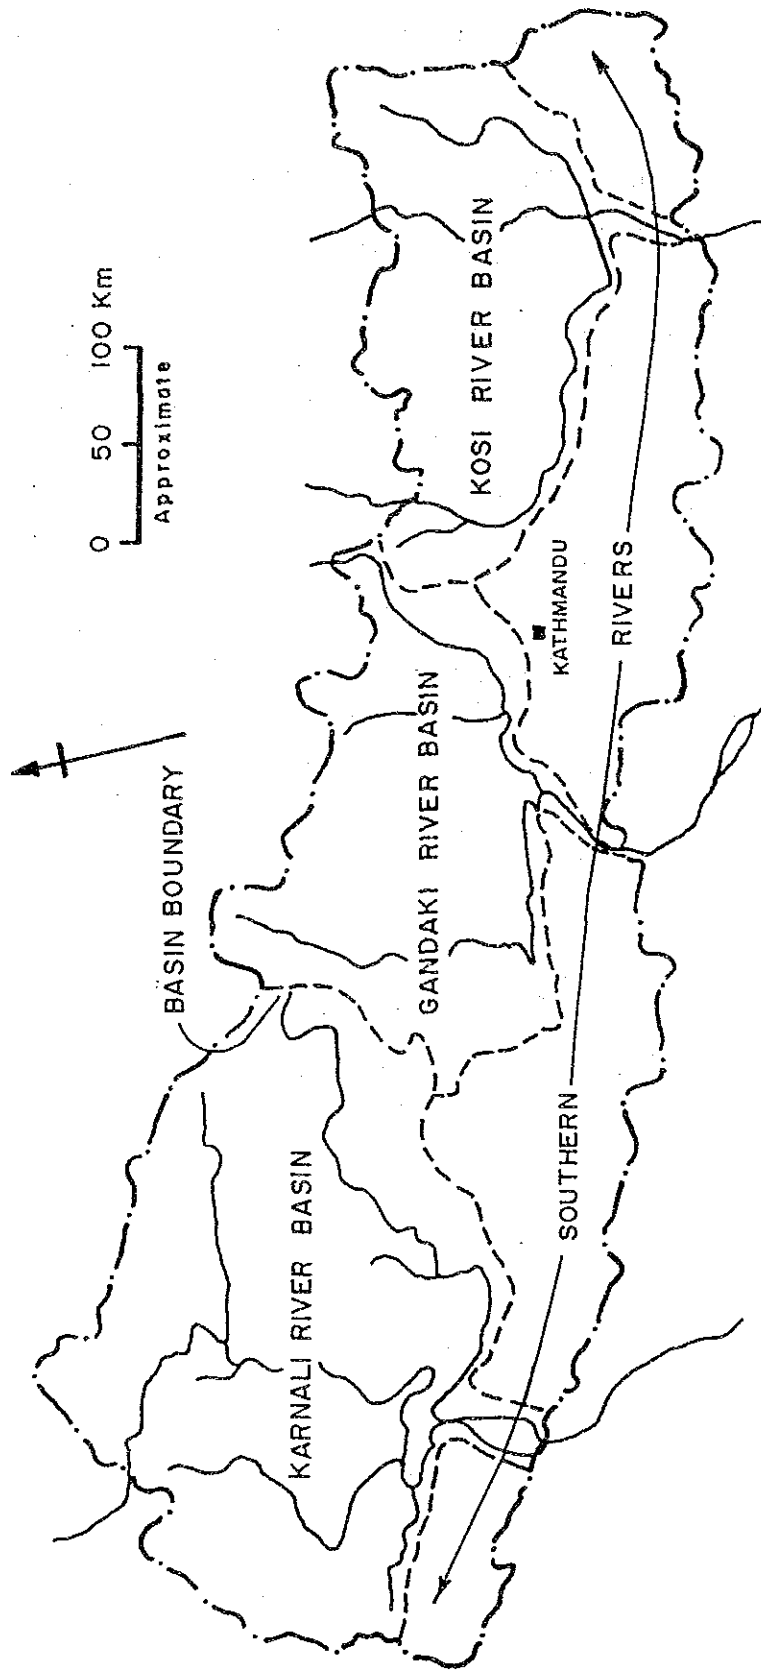 0 50 100 Km
Approximate
BASIN BOUNDARY
KARNALI RIVER BASIN
GANDAKI RIVER BASIN
KOSI RIVER BASIN
KATHMANDU
SOUTHERN RIVERS